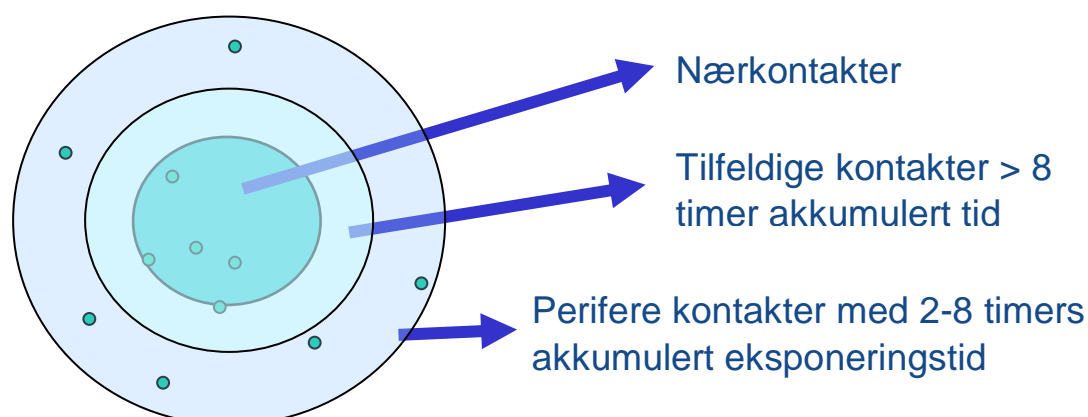 Nærkontakter
Tilfeldige kontakter > 8
timer akkumulert tid
Perifere kontakter med 2-8 timers
akkumulert eksponeringstid